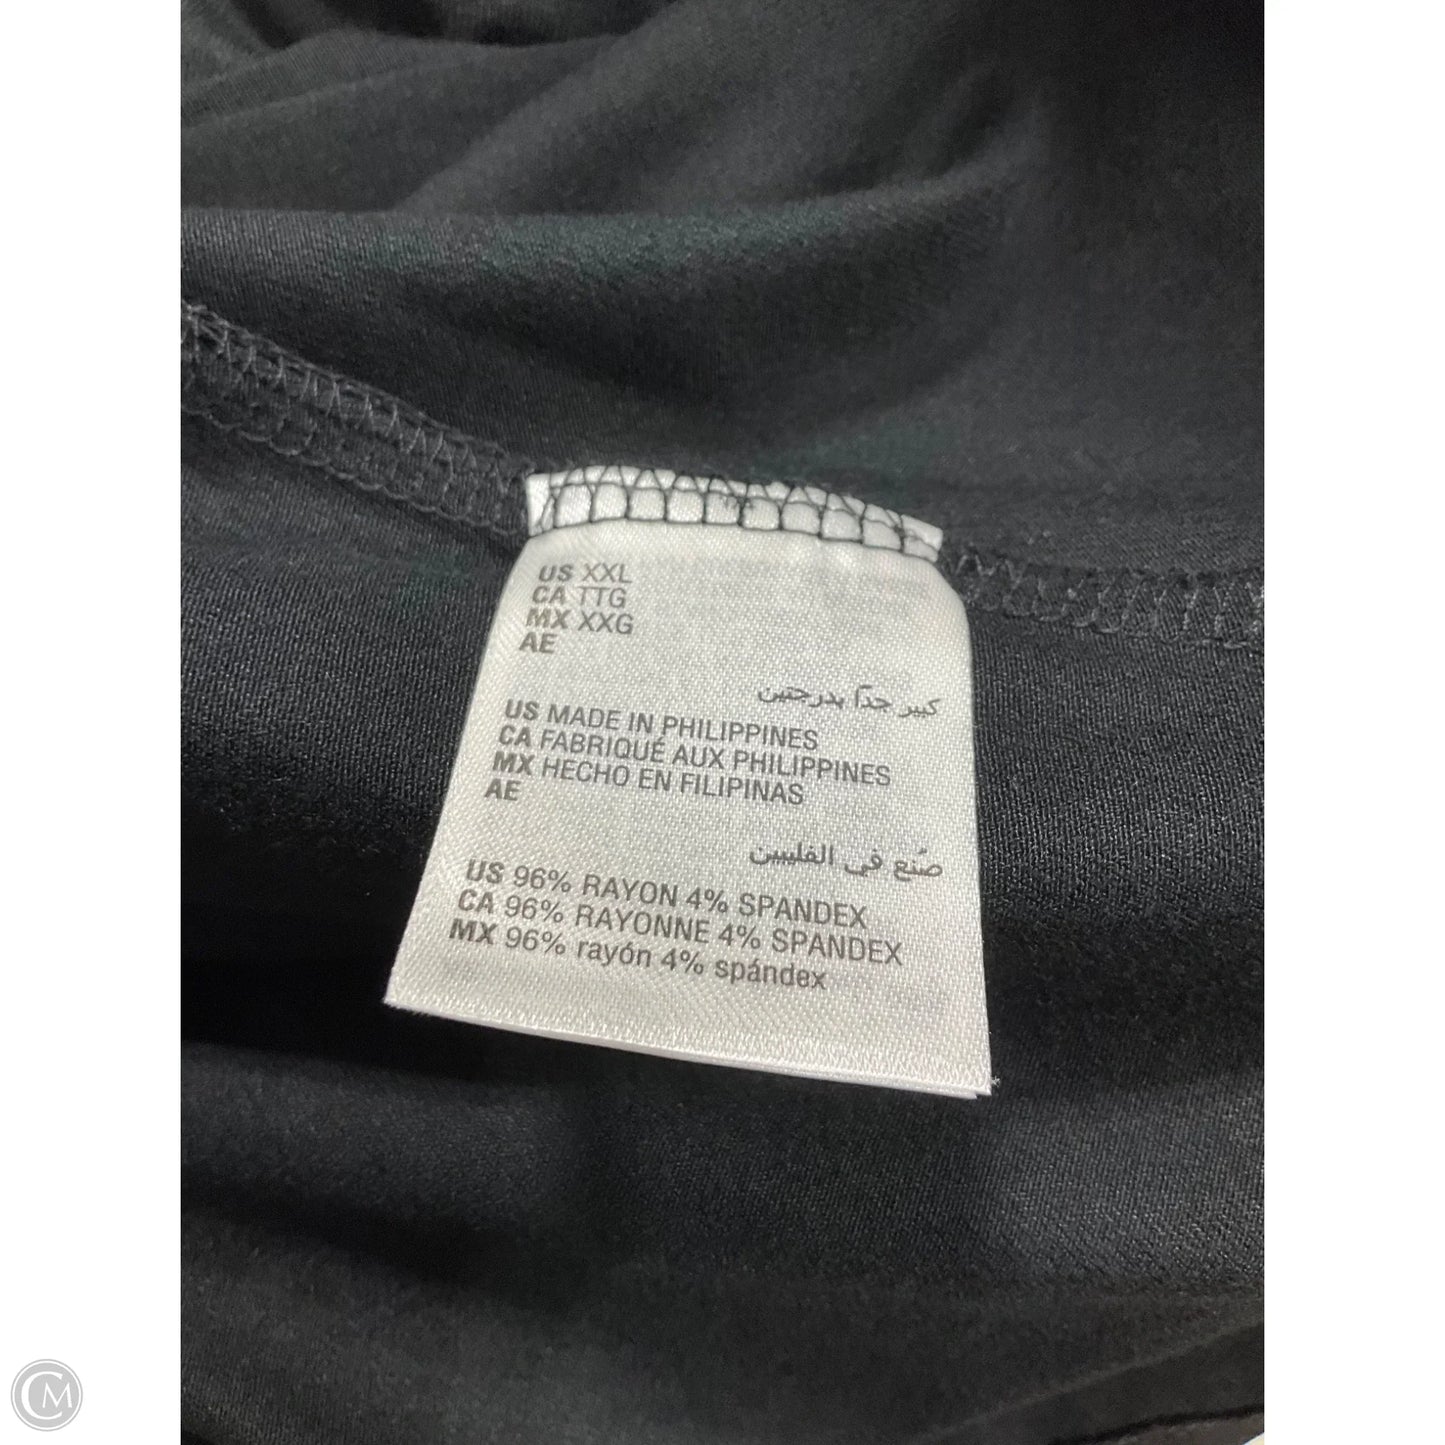 US XXL
CA TTG
MX XXG
AE
كبير جدًا بدرجتين
US MADE IN PHILIPPINES
CA FABRIQUÉ AUX PHILIPPINES
MX HECHO EN FILIPINAS
AE
صُنع في الفلبين
US 96% RAYON 4% SPANDEX
CA 96% RAYONNE 4% SPANDEX
MX 96% rayón 4% spándex
CM